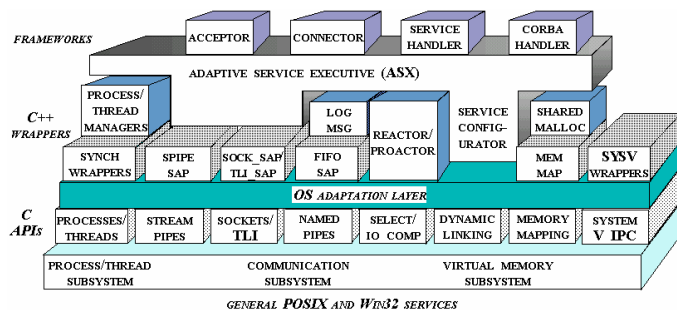 FRAMEWORKS
ACCEPTOR
CONNECTOR
SERVICE
HANDLER
CORBA
HANDLER
ADAPTIVE SERVICE EXECUTIVE (ASX)
C++
WRAPPERS
PROCESS/
THREAD
MANAGERS
LOG
MSG
REACTOR/
PROACTOR
SERVICE
CONFIG-
URATOR
SHARED
MALLOC
SYNCH
WRAPPERS
SPIPE
SAP
SOCK_SAP/
TLI_SAP
FIFO
SAP
MEM
MAP
SYSV
WRAPPERS
OS ADAPTATION LAYER
C
APIs
PROCESSES/
THREADS
STREAM
PIPES
SOCKETS/
TLI
NAMED
PIPES
SELECT/
IO COMP
DYNAMIC
LINKING
MEMORY
MAPPING
SYSTEM
V IPC
PROCESS/THREAD
SUBSYSTEM
COMMUNICATION
SUBSYSTEM
VIRTUAL MEMORY
SUBSYSTEM
GENERAL POSIX AND WIN32 SERVICES